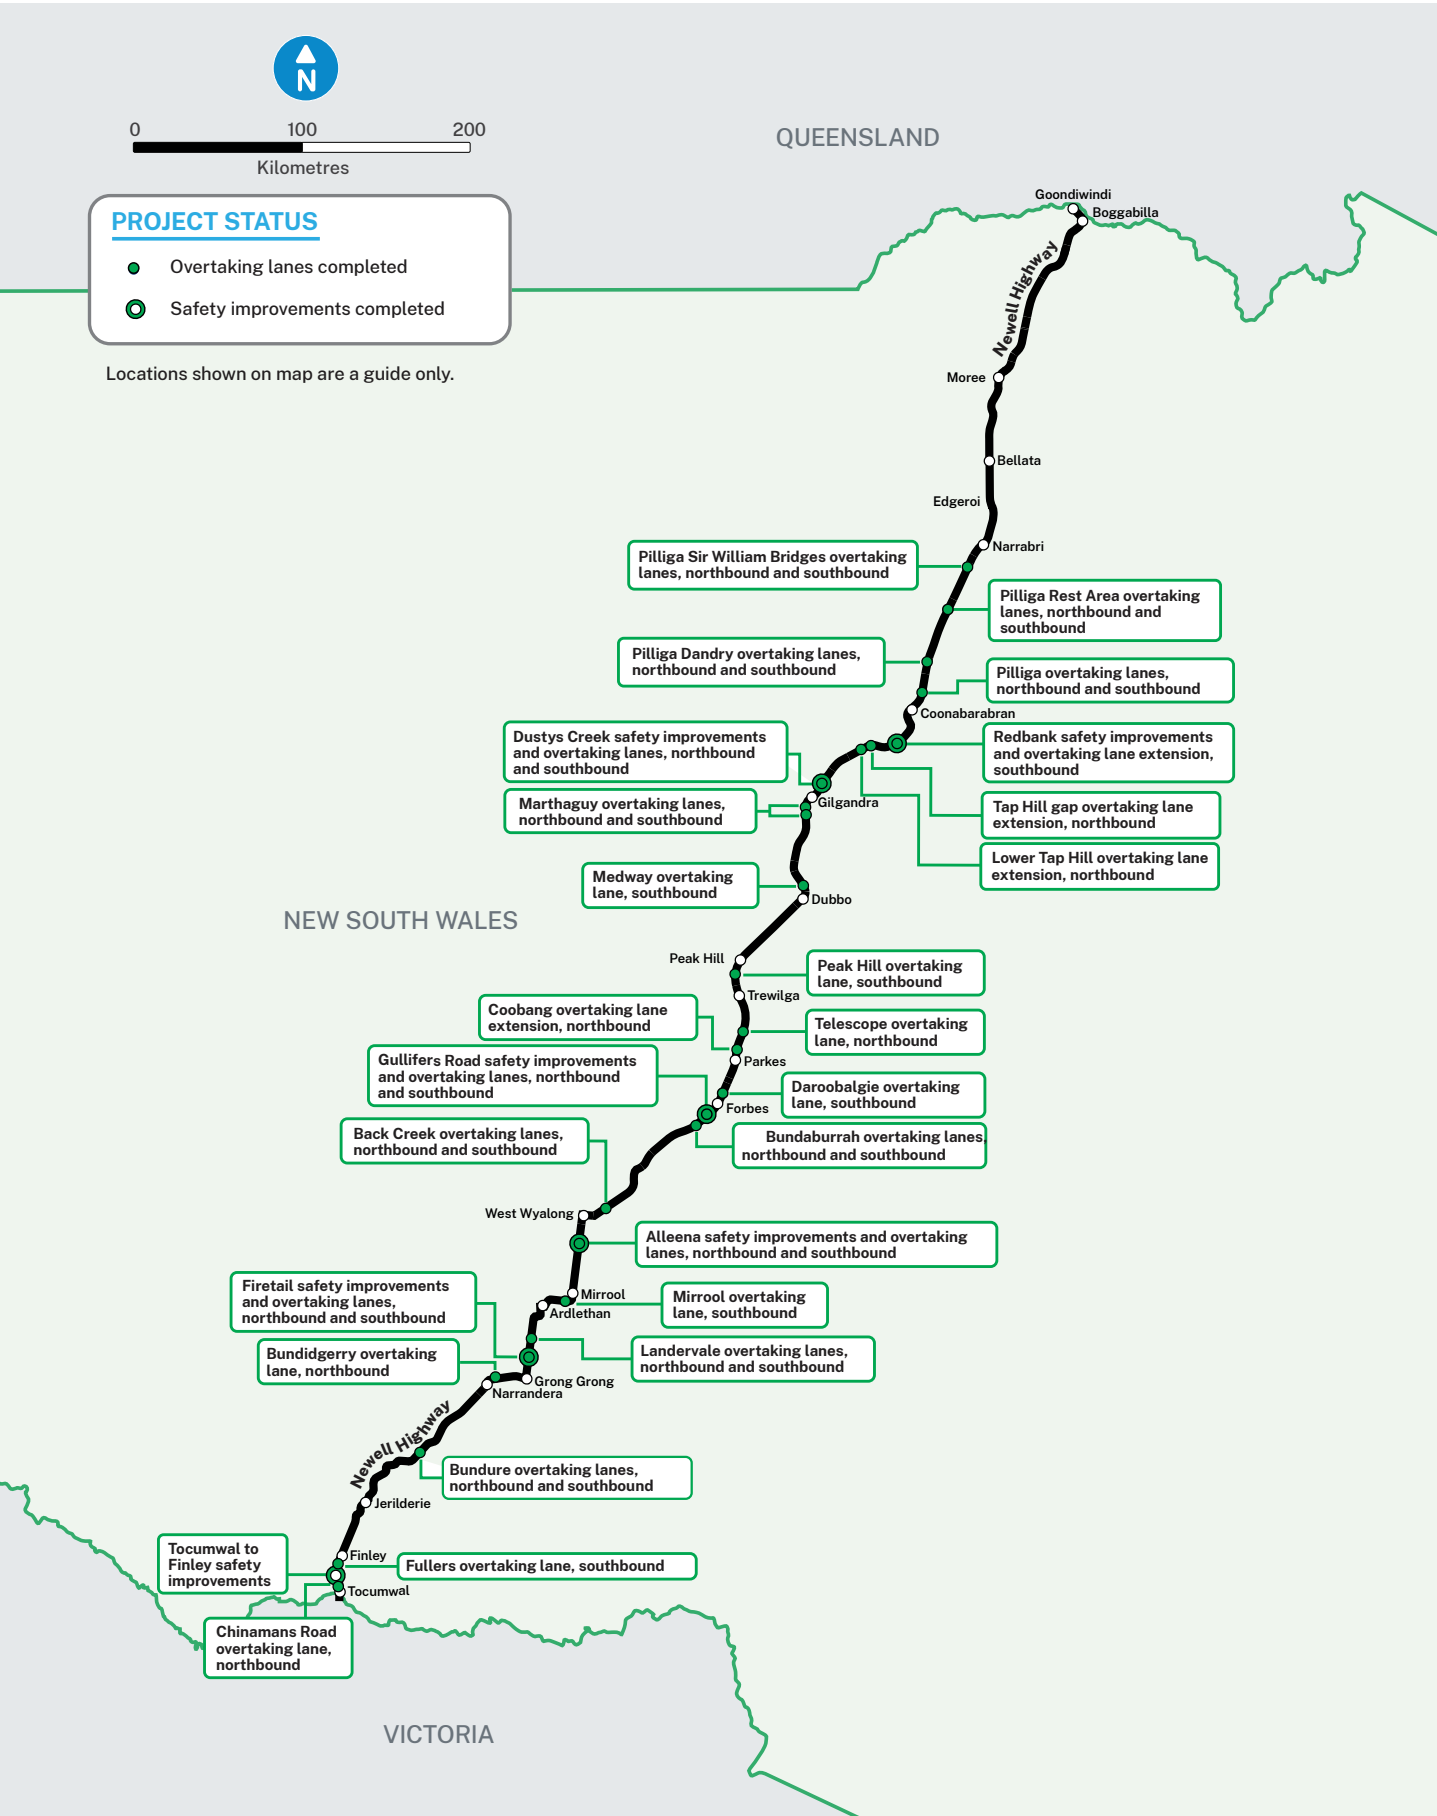 N
0 100 200
Kilometres
PROJECT STATUS
Overtaking lanes completed
Safety improvements completed
Locations shown on map are a guide only.
QUEENSLAND
Goondiwindi
Boggabilla
Newell Highway
Moree
Bellata
Edgeroi
Narrabri
Pilliga Sir William Bridges overtaking
lanes, northbound and southbound
Pilliga Rest Area overtaking
lanes, northbound and
southbound
Pilliga Dandry overtaking lanes,
northbound and southbound
Pilliga overtaking lanes,
northbound and southbound
Coonabarabran
Dustys Creek safety improvements
and overtaking lanes, northbound
and southbound
Redbank safety improvements
and overtaking lane extension,
southbound
Marthaguy overtaking lanes,
northbound and southbound
Gilgandra
Tap Hill gap overtaking lane
extension, northbound
Lower Tap Hill overtaking lane
extension, northbound
Medway overtaking
lane, southbound
Dubbo
NEW SOUTH WALES
Peak Hill
Peak Hill overtaking
lane, southbound
Trewilga
Coobang overtaking lane
extension, northbound
Telescope overtaking
lane, northbound
Parkes
Gullifers Road safety improvements
and overtaking lanes, northbound
and southbound
Daroobalgie overtaking
lane, southbound
Forbes
Back Creek overtaking lanes,
northbound and southbound
Bundaburrah overtaking lanes,
northbound and southbound
West Wyalong
Alleena safety improvements and overtaking
lanes, northbound and southbound
Firetail safety improvements
and overtaking lanes,
northbound and southbound
Mirrool
Mirrool overtaking
lane, southbound
Ardlethan
Bundidgerry overtaking
lane, northbound
Landervale overtaking lanes,
northbound and southbound
Grong Grong
Narrandera
Newell Highway
Bundure overtaking lanes,
northbound and southbound
Jerilderie
Tocumwal to
Finley safety
improvements
Finley
Fullers overtaking lane, southbound
Tocumwal
Chinamans Road
overtaking lane,
northbound
VICTORIA